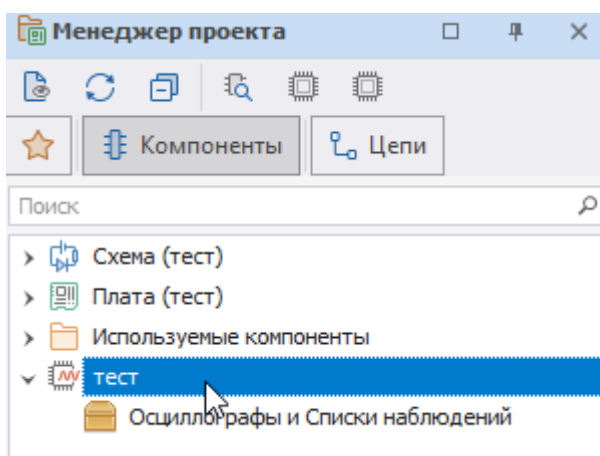 Менеджер проекта
Компоненты
Цепи
Поиск
Схема (тест)
Плата (тест)
Используемые компоненты
тест
Осциллографы и Списки наблюдений